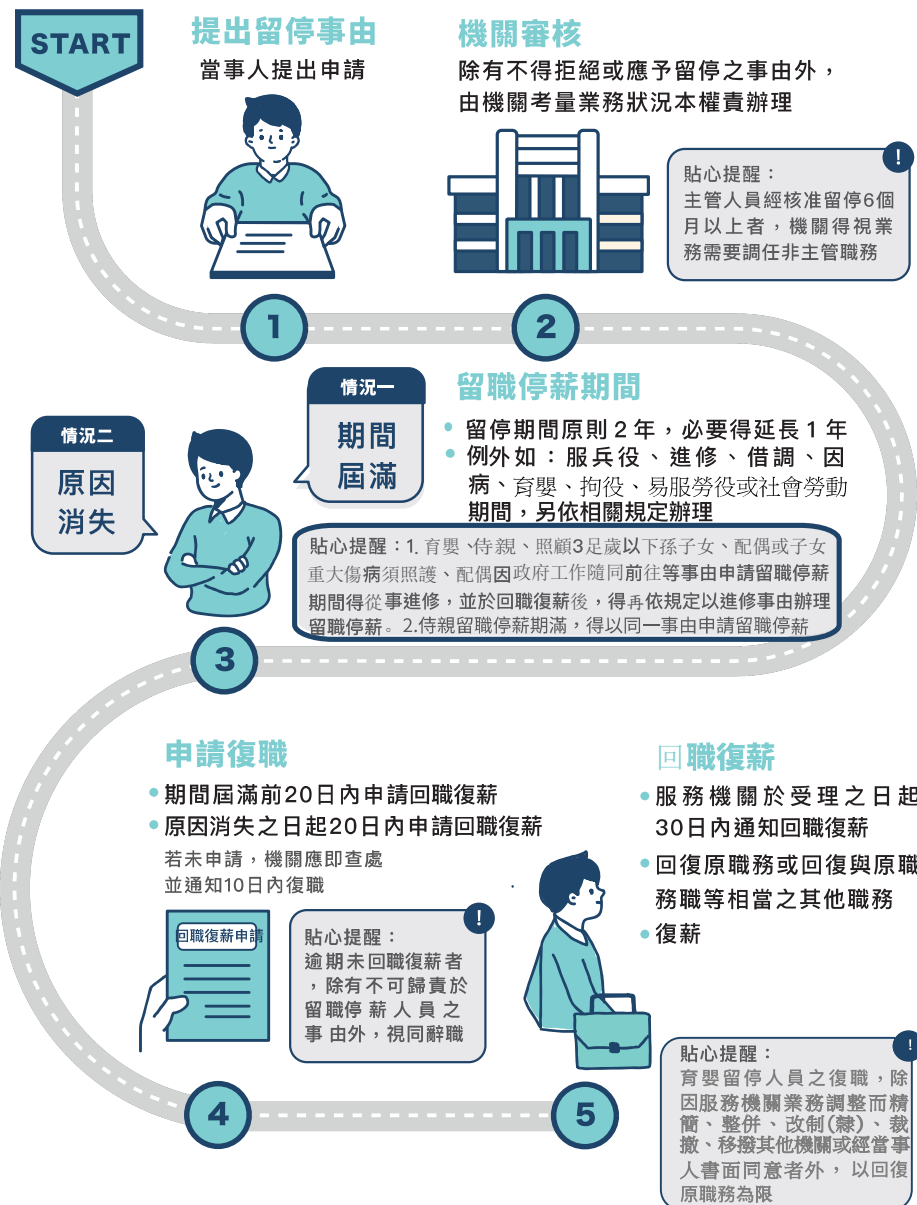 START
提出留停事由
當事人提出申請
機關審核
除有不得拒絕或應予留停之事由外，
由機關考量業務狀況本權責辦理
!
貼心提醒：
主管人員經核准留停6個
月以上者，機關得視業
務需要調任非主管職務
1
2
情況一
期間
屆滿
情況二
原因
消失
留職停薪期間
留停期間原則２年，必要得延長１年
例外如：服兵役、進修、借調、因
病、育嬰、拘役、易服勞役或社會勞動
期間，另依相關規定辦理
貼心提醒：1. 育嬰、侍親、照顧3足歲以下孫子女、配偶或子女
重大傷病須照護、配偶因政府工作隨同前往等事由申請留職停薪
期間得從事進修，並於回職復薪後，得再依規定以進修事由辦理
留職停薪。2.侍親留職停薪期滿，得以同一事由申請留職停薪
3
申請復職
期間屆滿前20日內申請回職復薪
原因消失之日起20日內申請回職復薪
若未申請，機關應即查處
並通知10日內復職
回職復薪申請
!
貼心提醒：
逾期未回職復薪者
，除有不可歸責於
留職停薪人員之
事由外，視同辭職
回職復薪
服務機關於受理之日起
30日內通知回職復薪
回復原職務或回復與原職
務職等相當之其他職務
復薪
!
貼心提醒：
育嬰留停人員之復職，除
因服務機關業務調整而精
簡、整併、改制(隸)、裁
撤、移撥其他機關或經當事
人書面同意者外，以回復
原職務為限
4
5